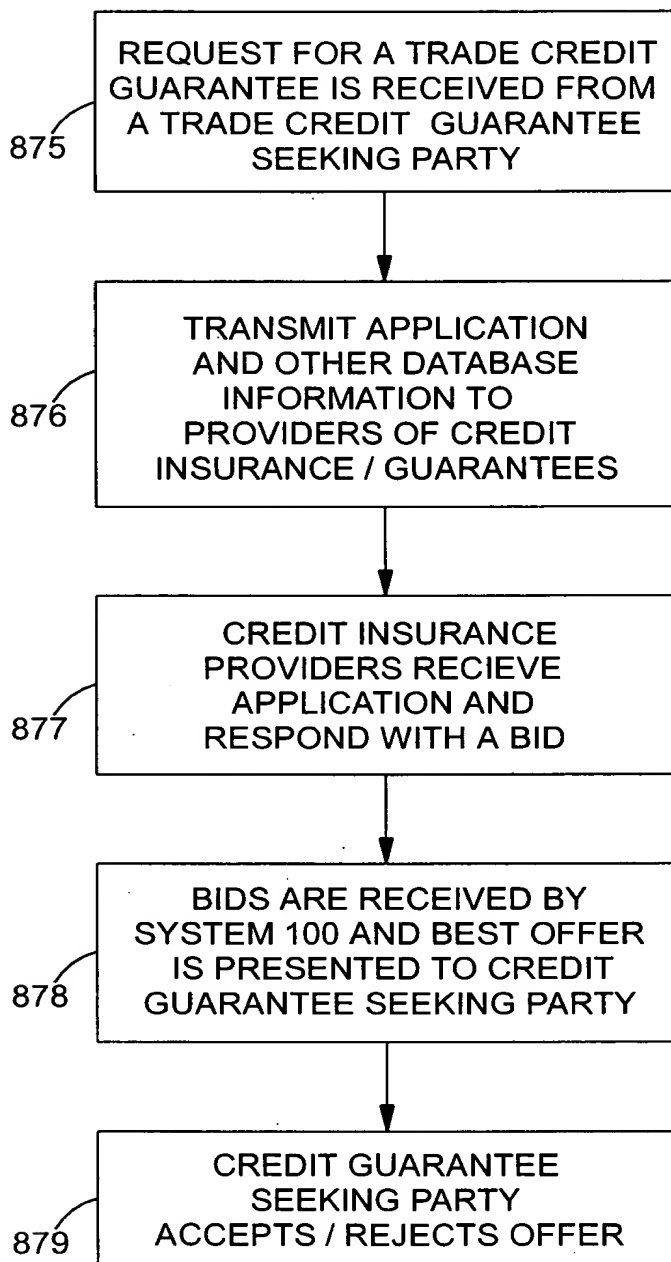 REQUEST FOR A TRADE CREDIT
GUARANTEE IS RECEIVED FROM
A TRADE CREDIT GUARANTEE
SEEKING PARTY
875
TRANSMIT APPLICATION
AND OTHER DATABASE
INFORMATION TO
PROVIDERS OF CREDIT
INSURANCE / GUARANTEES
876
CREDIT INSURANCE
PROVIDERS RECIEVE
APPLICATION AND
RESPOND WITH A BID
877
BIDS ARE RECEIVED BY
SYSTEM 100 AND BEST OFFER
IS PRESENTED TO CREDIT
GUARANTEE SEEKING PARTY
878
CREDIT GUARANTEE
SEEKING PARTY
ACCEPTS / REJECTS OFFER
879